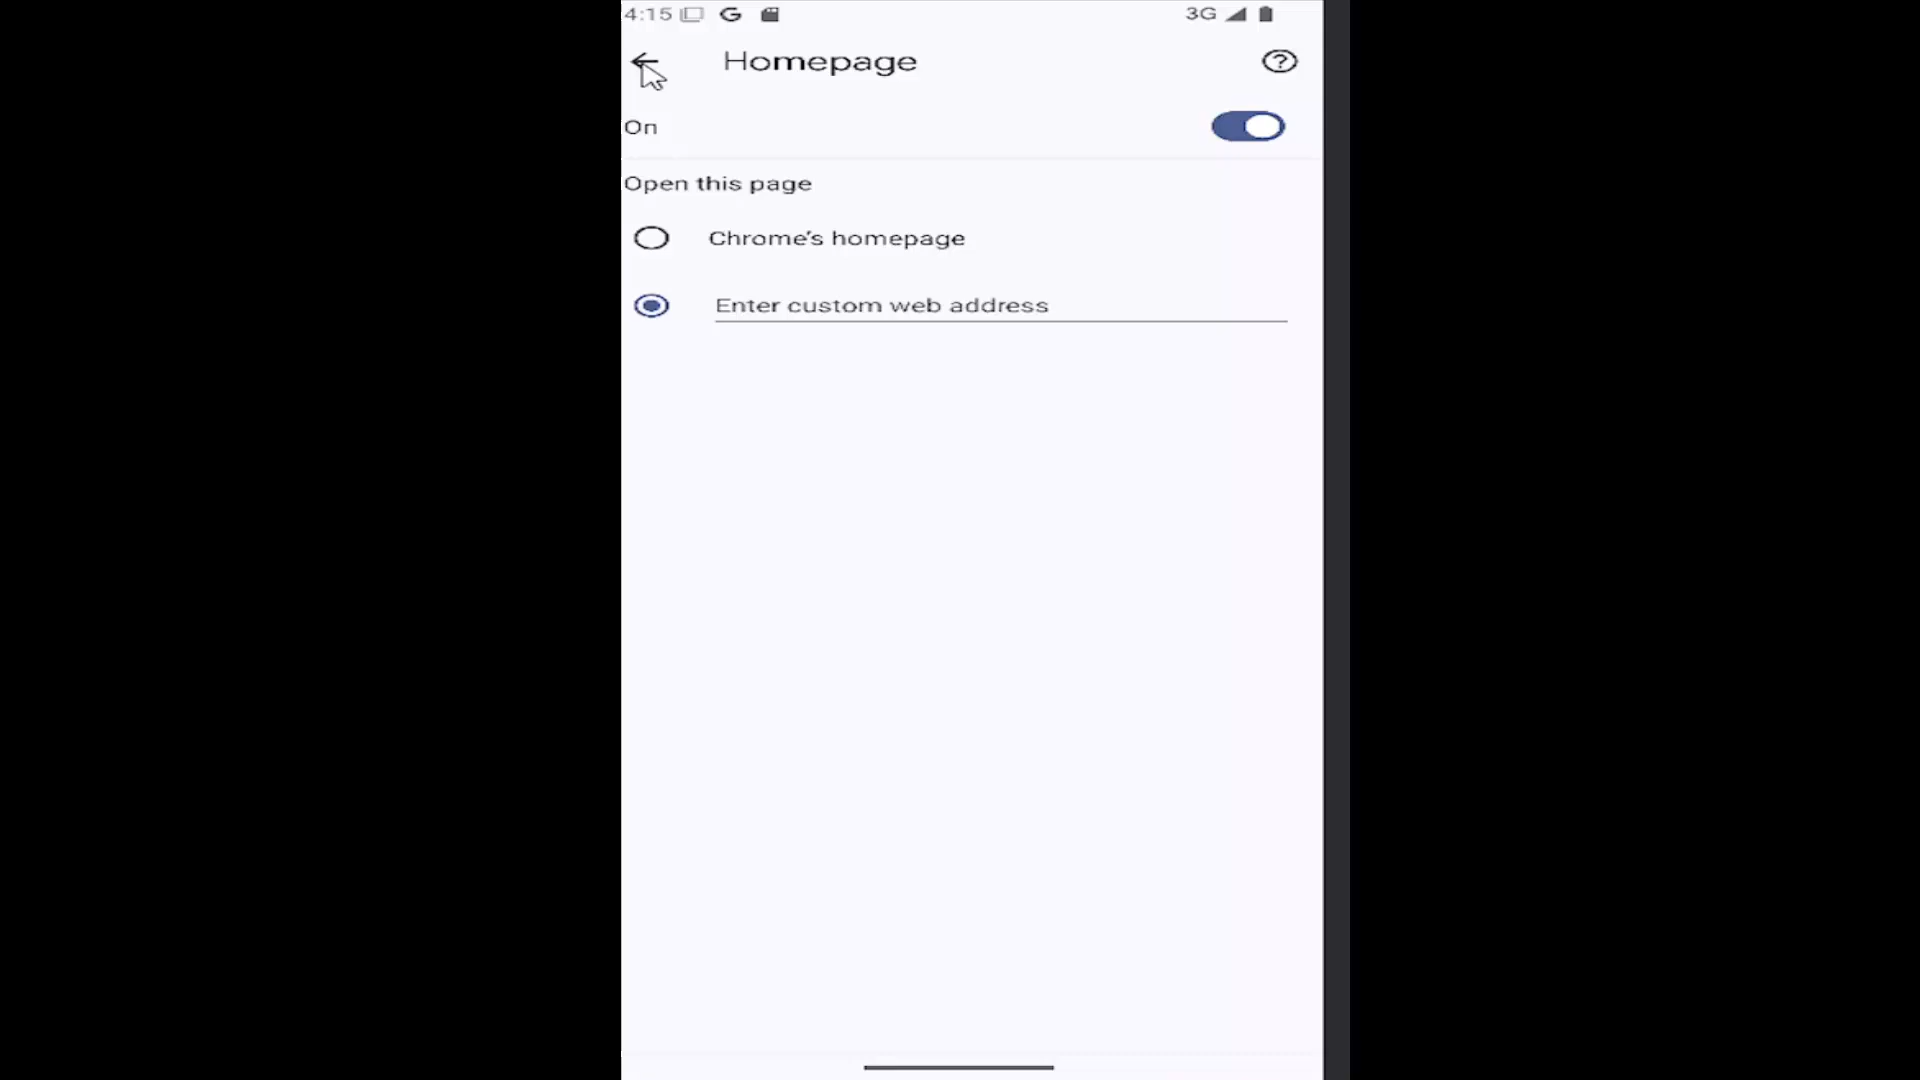 4:15 G 3G
Homepage
On
Open this page
Chrome's homepage
Enter custom web address